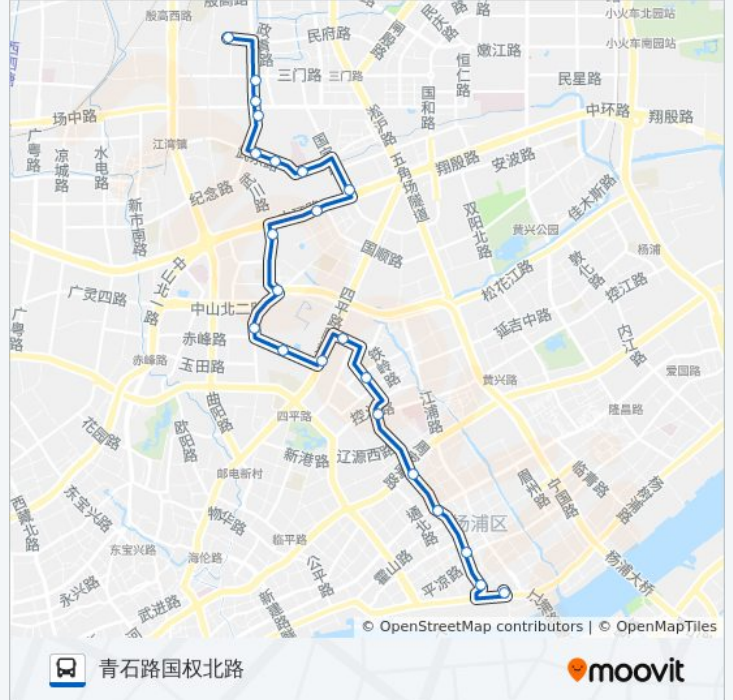 殷高西路
殷高路
政
民府路
民庆路
嫩江路
小火车北园站
小火车南园站
三门路
三门路
恒仁路
民星路
国和路
淞沪路
中环路
翔殷路
场中路
广粤路
凉城路
水电路
江湾镇
国
五角场隧道
翔殷路
安波路
纪念路
武川路
双阳北路
佳木斯路
新市南路
黄兴公园
国顺路
杨浦
敦化路
松花江路
控江路
中山北一路
广灵四路
中山北二
四平路
延吉中路
内江路
广粤路
赤峰路
赤峰路
玉田路
铁岭路
黄兴路
爱国路
曲阳路
江浦路
隆昌路
四平路
花园路
欧阳路
新港路
辽源西路
邮电新村
周
临青路
宁国路
眉州路
西藏北路
东宝兴路
物华路
通北路
杨浦区
临平路
东宝兴路
海伦路
公平路
霍山路
平凉路
杨浦大桥
永兴路
武进路
新建路
© OpenStreetMap contributors | © OpenMapTiles
青石路国权北路
moovit